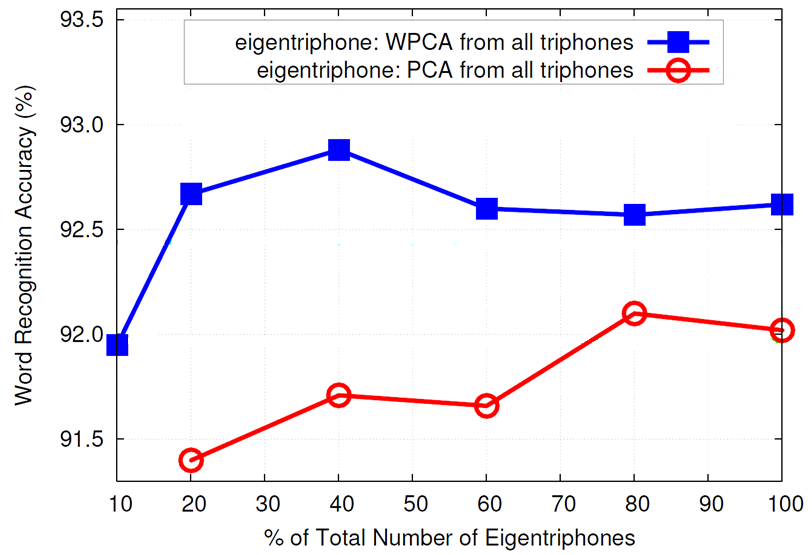 eigentriphone: WPCA from all triphones
eigentriphone: PCA from all triphones
Word Recognition Accuracy (%)
93.5
93.0
92.5
92.0
91.5
10 20 30 40 50 60 70 80 90 100
% of Total Number of Eigentriphones